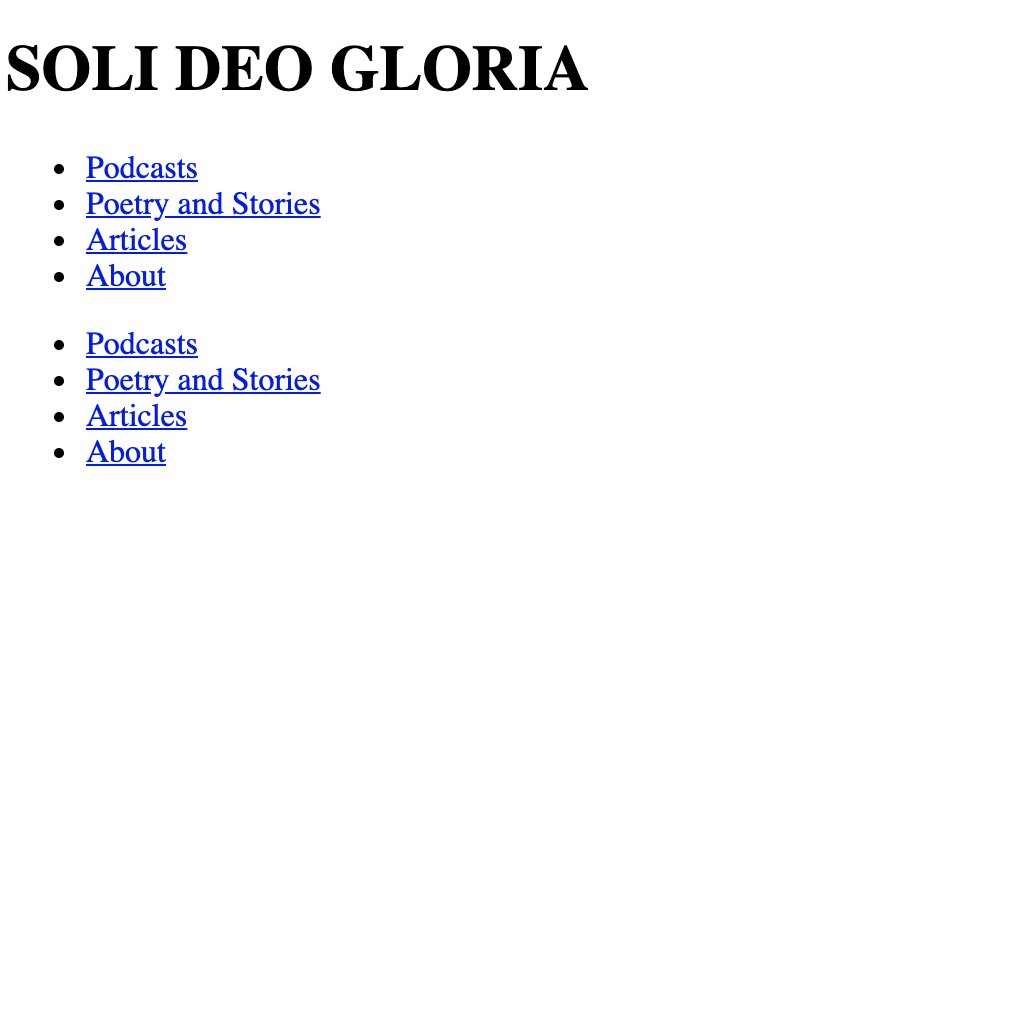 SOLI DEO GLORIA
Podcasts
Poetry and Stories
Articles
About
Podcasts
Poetry and Stories
Articles
About